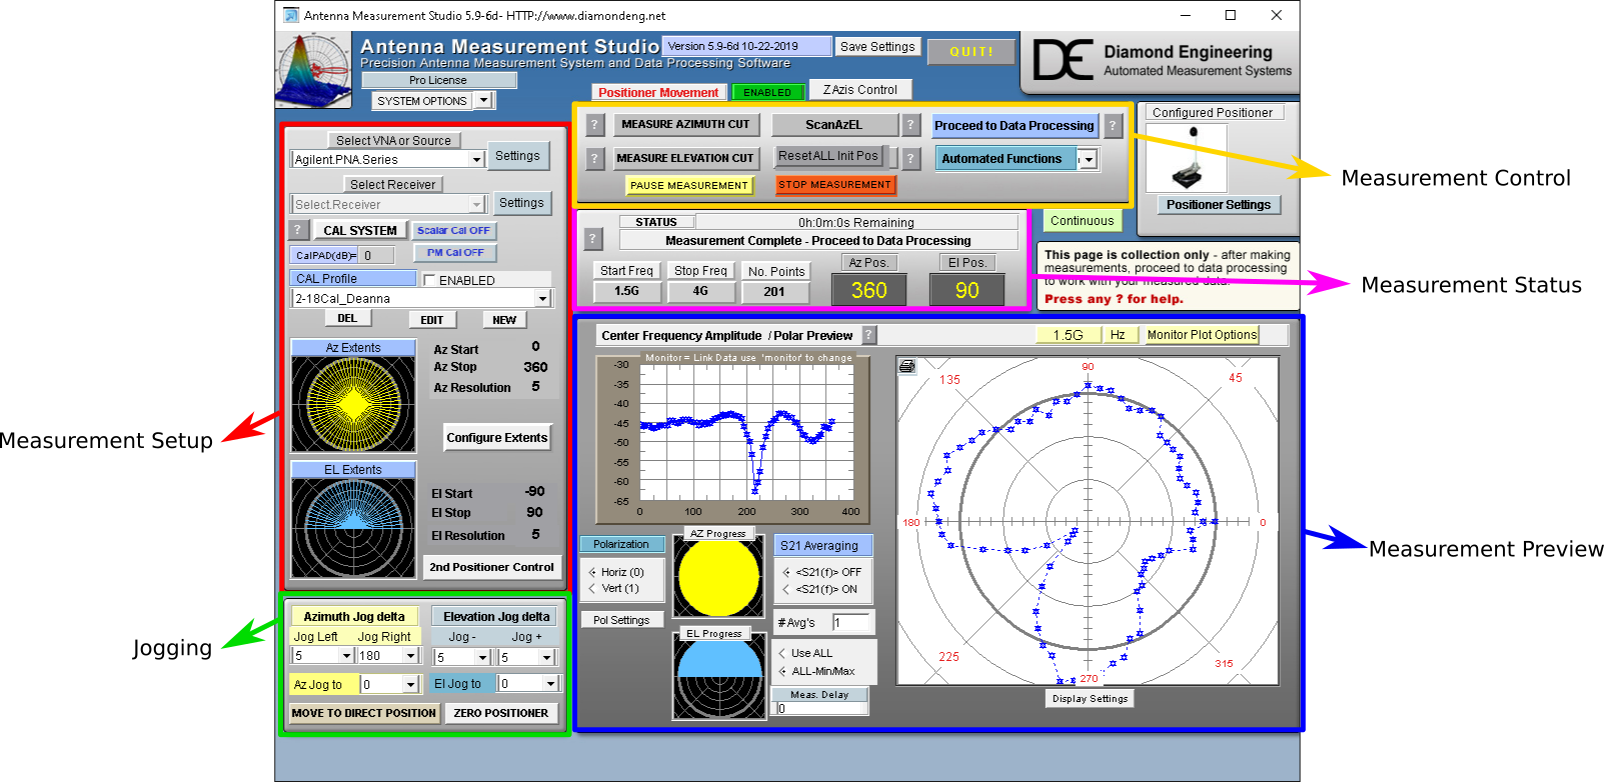 Antenna Measurement Studio 5.9-6d- HTTP://www.diamondeng.net
Antenna Measurement Studio
Version 5.9-6d 10-22-2019
Save Settings
QUIT!
Precision Antenna Measurement System and Data Processing Software
Diamond Engineering
Automated Measurement Systems
Pro License
SYSTEM OPTIONS
Positioner Movement
ENABLED
ZAzis Control
Select VNA or Source
Agilent.PNA.Series
Settings
Select Receiver
Select.Receiver
Settings
?
CAL SYSTEM
Scalar Cal OFF
CalPAD(dB)=
0
PM Cal OFF
CAL Profile
ENABLED
2-18Cal_Deanna
DEL
EDIT
NEW
Az Extents
Az Start
0
Az Stop
360
Az Resolution
5
Configure Extents
EL Extents
El Start
-90
El Stop
90
El Resolution
5
2nd Positioner Control
Measurement Setup
Azimuth Jog delta
Elevation Jog delta
Jog Left
Jog Right
Jog -
Jog +
5
180
5
5
Az Jog to
0
El Jog to
0
MOVE TO DIRECT POSITION
ZERO POSITIONER
Jogging
?
MEASURE AZIMUTH CUT
ScanAzEL
?
Proceed to Data Processing
?
?
MEASURE ELEVATION CUT
ResetALL Init Pos
?
Automated Functions
PAUSE MEASUREMENT
STOP MEASUREMENT
Configured Positioner
Positioner Settings
Measurement Control
STATUS
0h:0m:0s Remaining
?
Measurement Complete - Proceed to Data Processing
Start Freq
Stop Freq
No. Points
Az Pos.
El Pos.
1.5G
4G
201
360
90
Continuous
This page is collection only - after making
measurements, proceed to data processing
to work with your measured data.
Press any ? for help.
Measurement Status
Center Frequency Amplitude / Polar Preview
?
1.5G
Hz
Monitor Plot Options
Monitor = Link Data use 'monitor' to change
-30
-35
-40
-45
-50
-55
-60
-65
0
100
200
300
400
90
135
45
180
0
225
315
270
Display Settings
Polarization
Horiz (0)
Vert (1)
Pol Settings
AZ Progress
EL Progress
S21 Averaging
<S21(f)> OFF
<S21(f)> ON
#Avg's
1
Use ALL
ALL-Min/Max
Meas. Delay
0
Measurement Preview